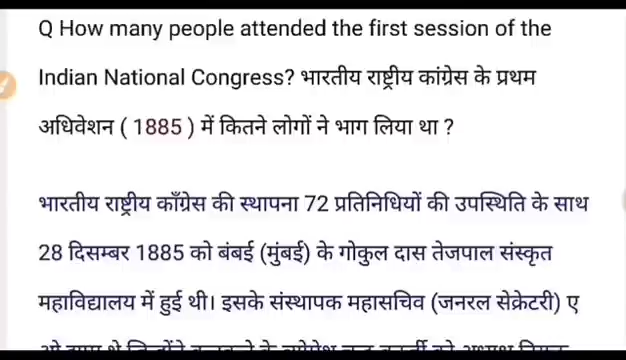 Q How many people attended the first session of the
Indian National Congress? भारतीय राष्ट्रीय कांग्रेस के प्रथम
अधिवेशन ( 1885 ) में कितने लोगों ने भाग लिया था ?
भारतीय राष्ट्रीय काँग्रेस की स्थापना 72 प्रतिनिधियों की उपस्थिति के साथ
28 दिसम्बर 1885 को बंबई (मुंबई) के गोकुल दास तेजपाल संस्कृत
महाविद्यालय में हुई थी। इसके संस्थापक महासचिव (जनरल सेक्रेटरी) ए